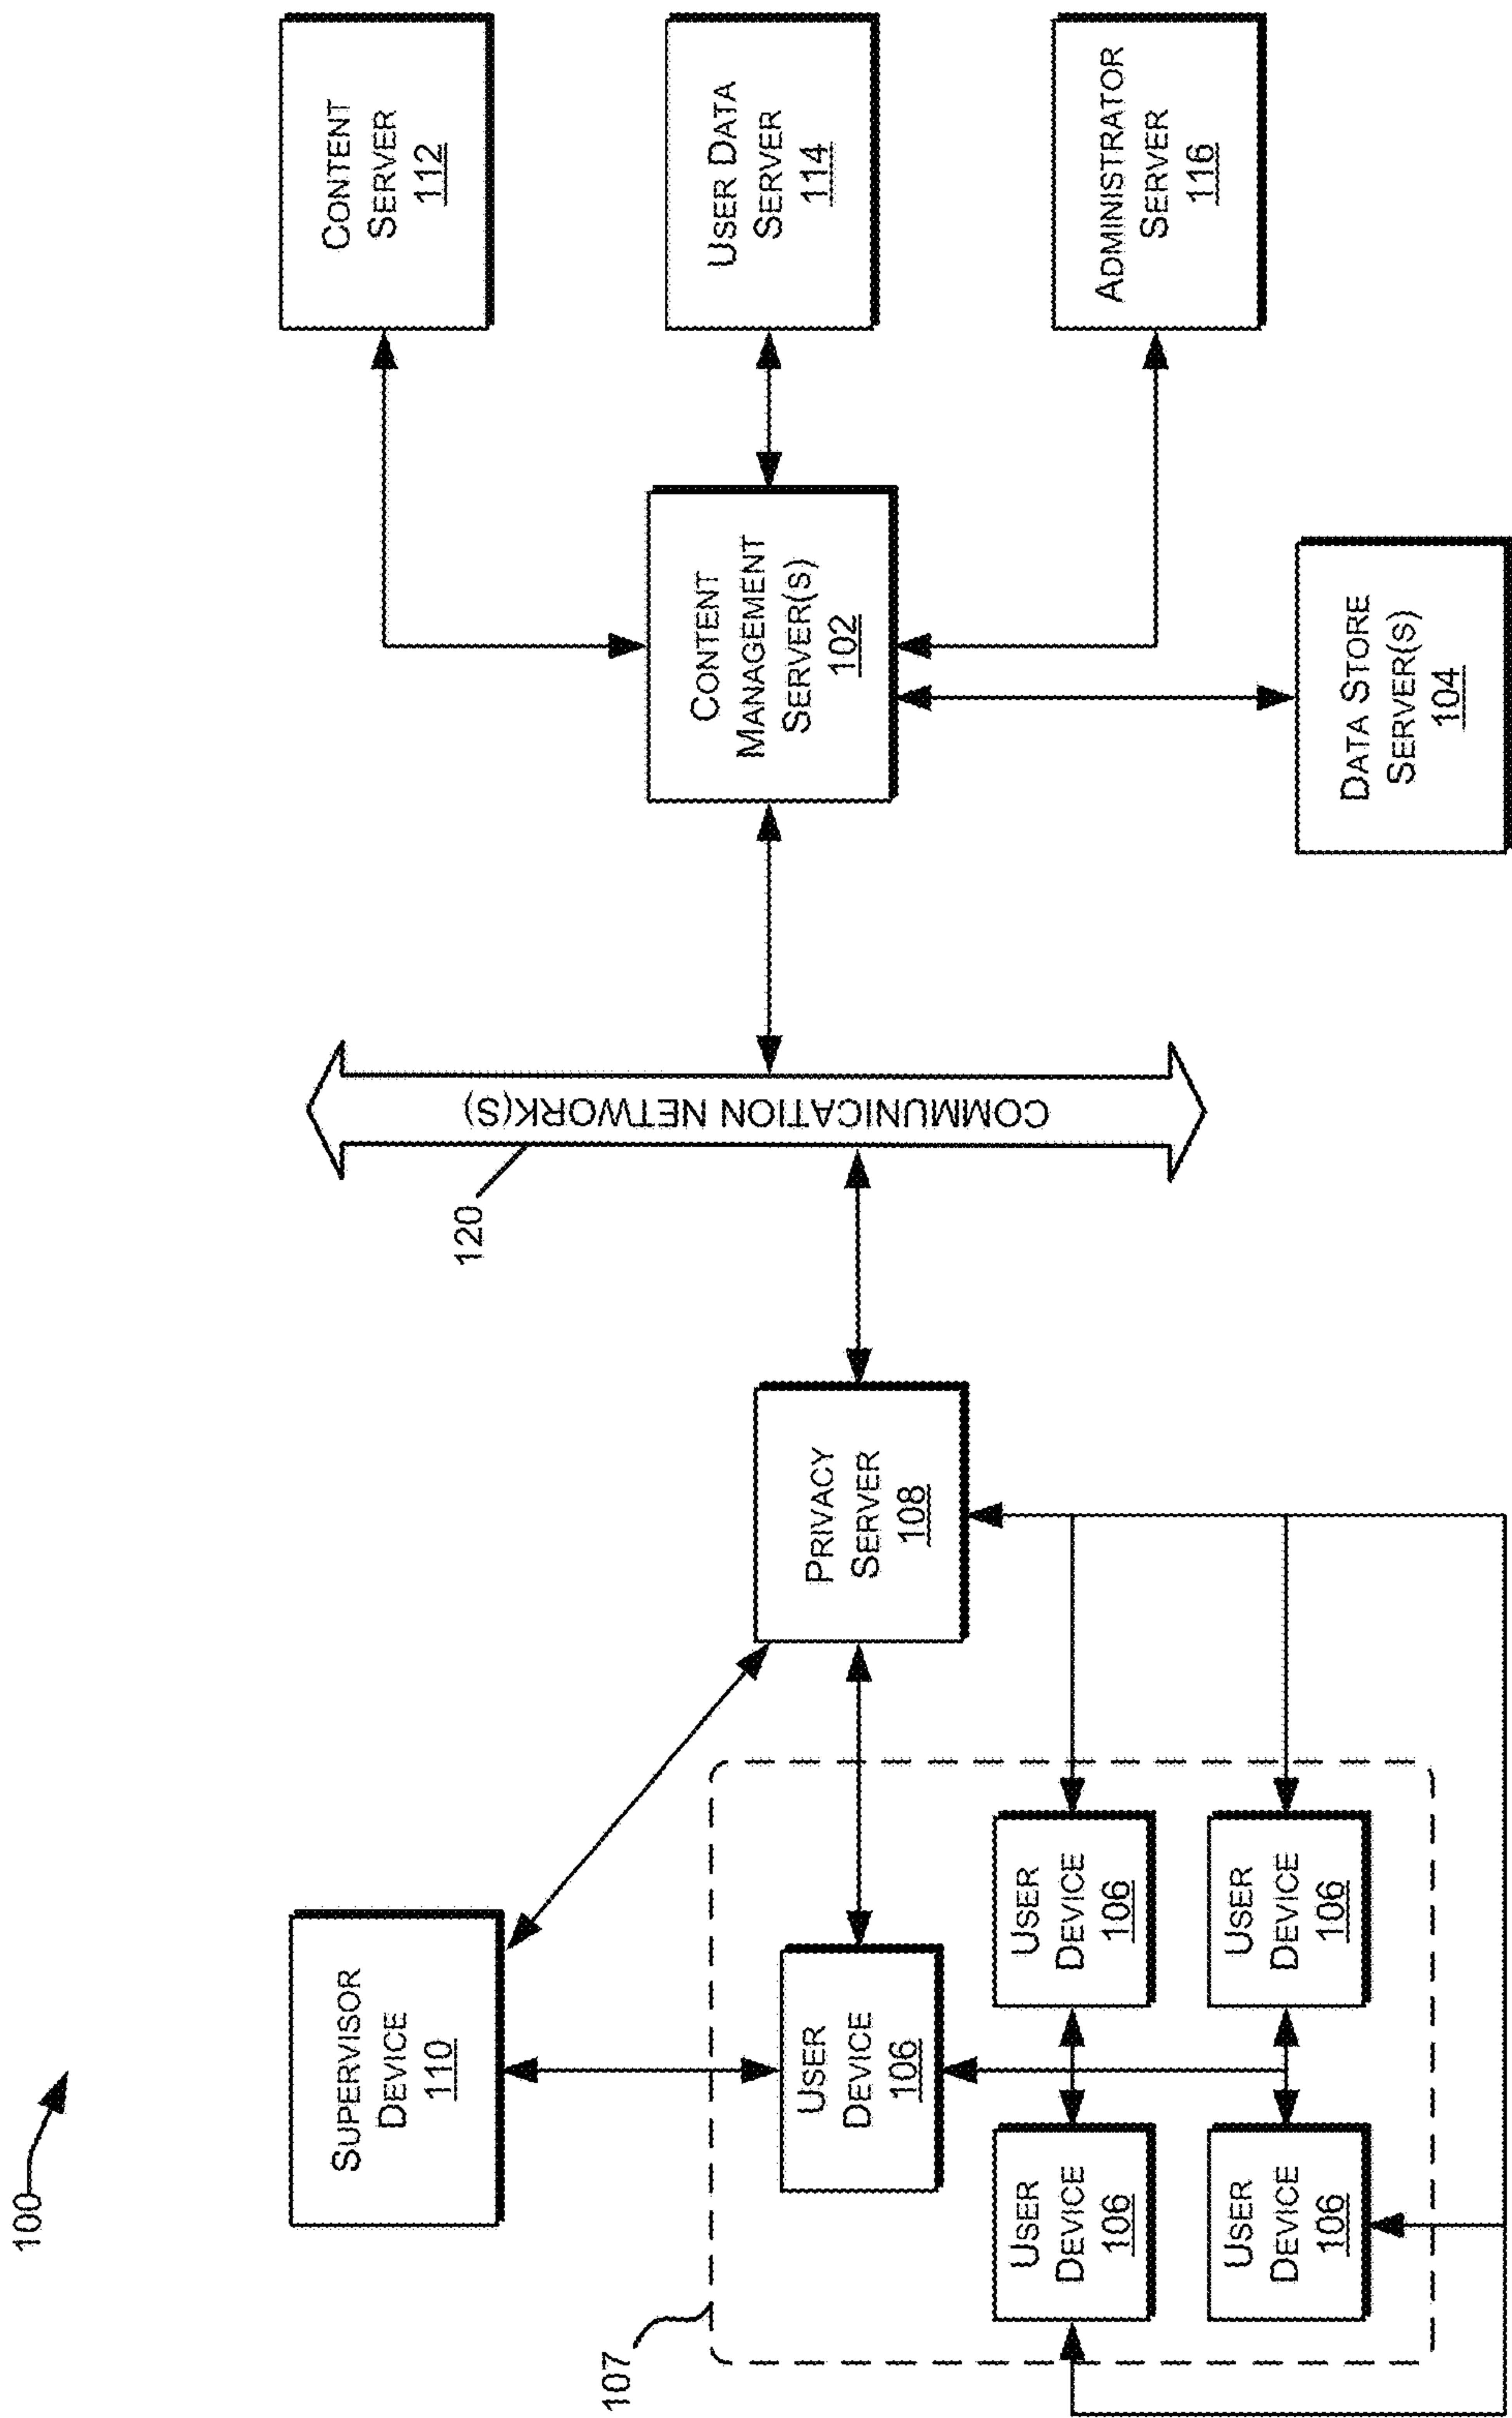 100
SUPERVISOR
DEVICE
110
107
USER
DEVICE
106
USER
DEVICE
106
USER
DEVICE
106
USER
DEVICE
106
USER
DEVICE
106
PRIVACY
SERVER
108
120
COMMUNICATION NETWORK(S)
CONTENT
MANAGEMENT
SERVER(S)
102
DATA STORE
SERVER(S)
104
CONTENT
SERVER
112
USER DATA
SERVER
114
ADMINISTRATOR
SERVER
116